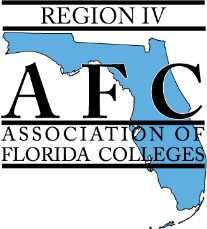 REGION IV
AFC
ASSOCIATION OF
FLORIDA COLLEGES